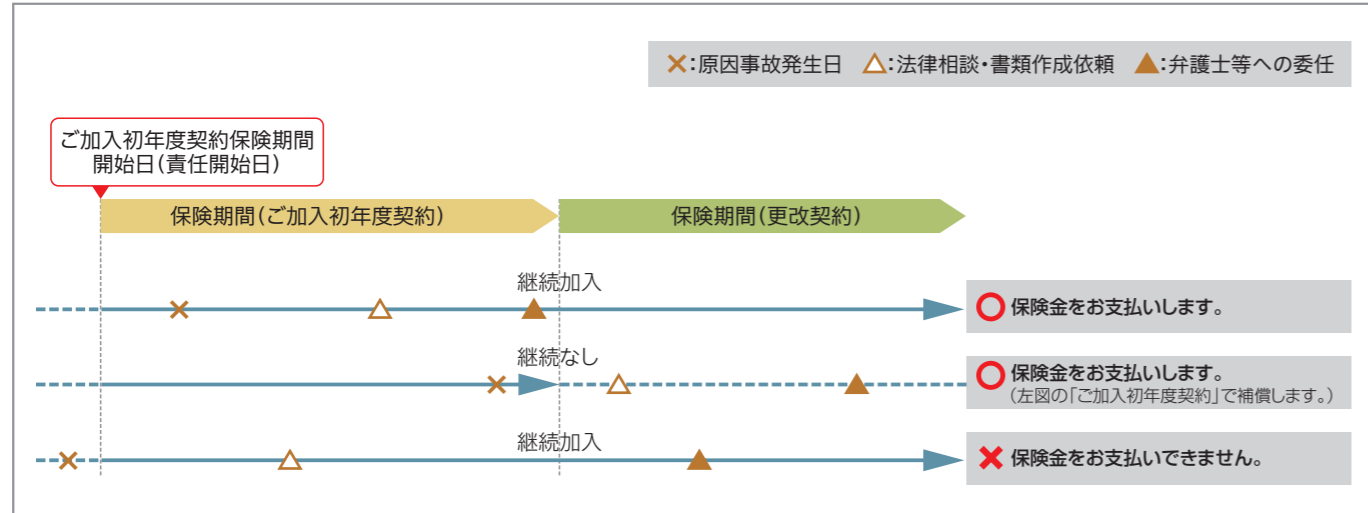 ×:原因事故発生日 △:法律相談・書類作成依頼 ▲:弁護士等への委任
ご加入初年度契約保険期間
開始日(責任開始日)
保険期間(ご加入初年度契約) 保険期間(更改契約)
継続加入
保険金をお支払いします。
継続なし
保険金をお支払いします。
(左図の「ご加入初年度契約」で補償します。)
継続加入
保険金をお支払いできません。